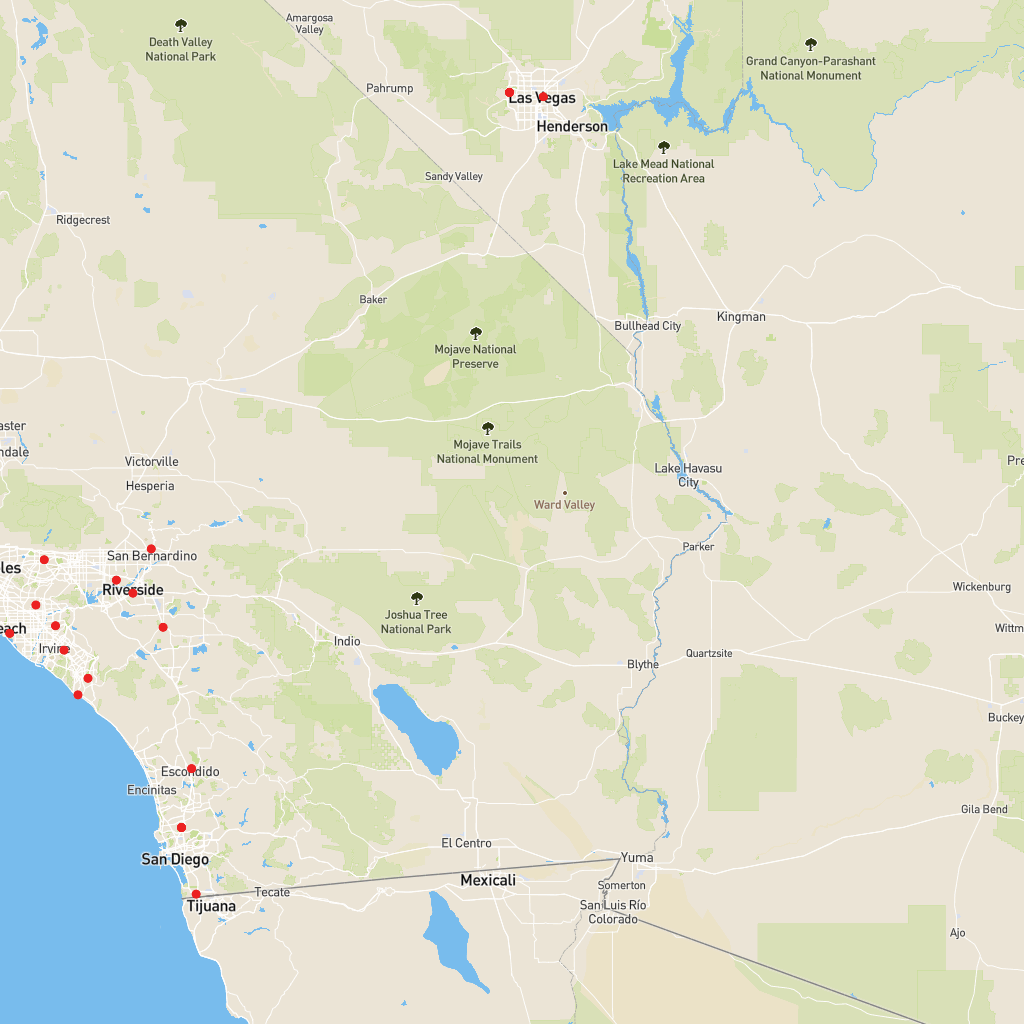 Amargosa
Valley
Death Valley
National Park
Grand Canyon-Parashant
National Monument
Pahrump
Las Vegas
Henderson
Lake Mead National
Recreation Area
Sandy Valley
Ridgecrest
Baker
Kingman
Bullhead City
Mojave National
Preserve
aster
ndale
Mojave Trails
National Monument
Victorville
Hesperia
Lake Havasu
City
Pre
Ward Valley
Parker
San Bernardino
les
Riverside
Wickenburg
Joshua Tree
National Park
each
Wittm
Irvine
Indio
Blythe
Quartzsite
Buckey
Escondido
Encinitas
Gila Bend
El Centro
San Diego
Yuma
Mexicali
Somerton
Tecate
Tijuana
San Luis Río
Colorado
Ajo